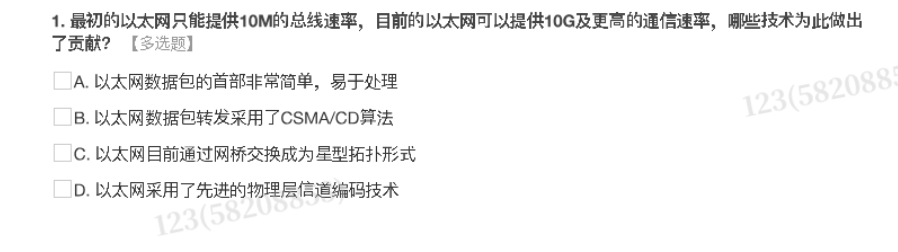 1. 最初的以太网只能提供10M的总线速率，目前的以太网可以提供10G及更高的通信速率，哪些技术为此做出
了贡献？ 【多选题】
A. 以太网数据包的首部非常简单，易于处理
B. 以太网数据包转发采用了CSMA/CD算法
123(5820885
C. 以太网目前通过网桥交换成为星型拓扑形式
D. 以太网采用了先进的物理层信道编码技术
123(58208858)